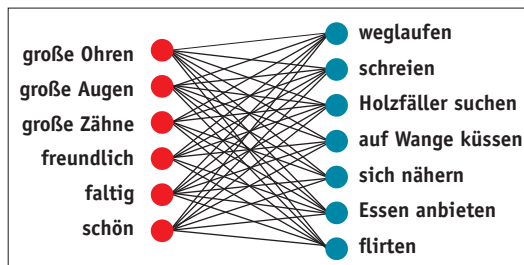 große Ohren
große Augen
große Zähne
freundlich
faltig
schön
weglaufen
schreien
Holzfäller suchen
auf Wange küssen
sich nähern
Essen anbieten
flirten